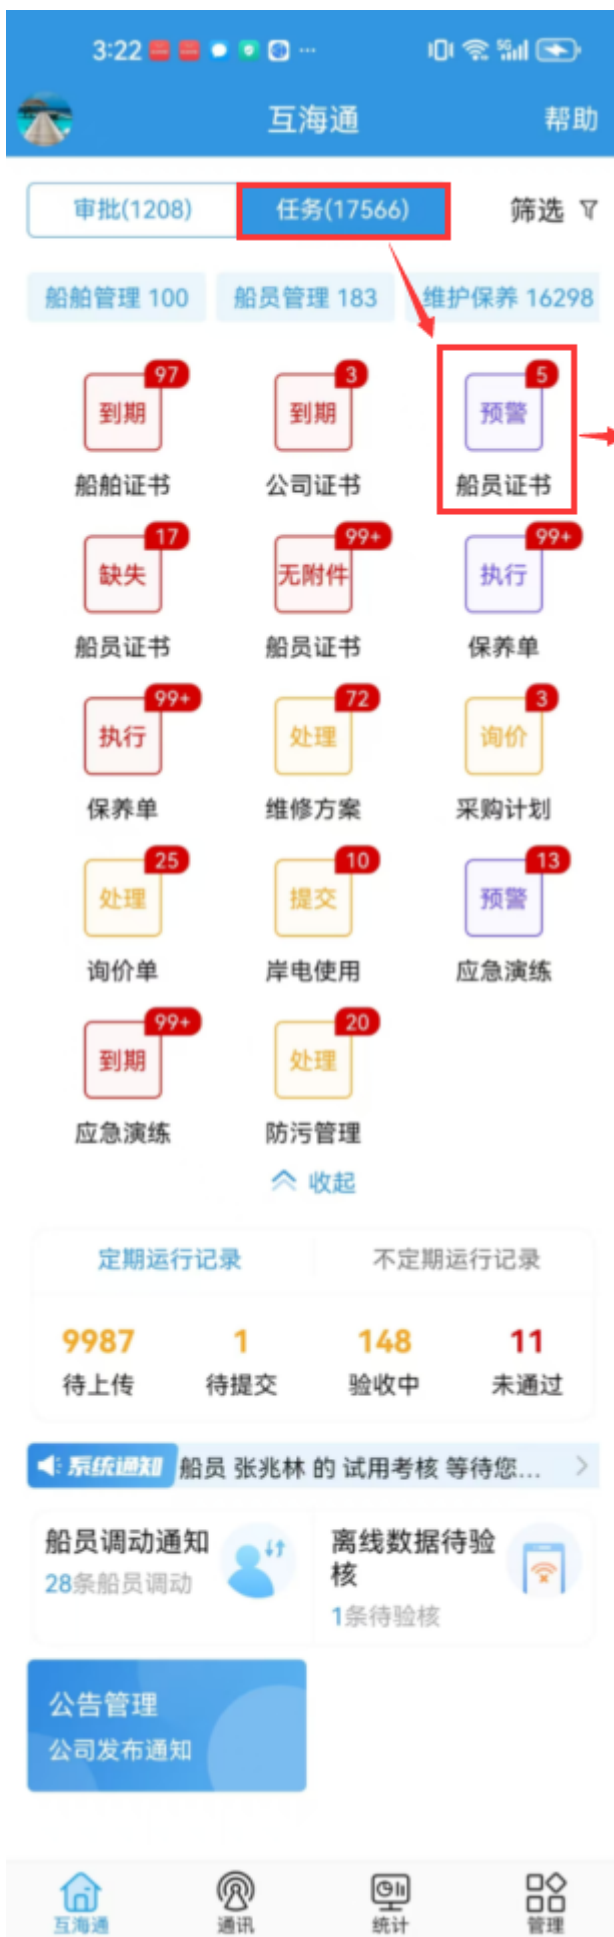 3:22
5G
互海通
帮助
审批(1208)
任务(17566)
筛选
船舶管理 100
船员管理 183
维护保养 16298
97
3
5
到期
到期
预警
船舶证书
公司证书
船员证书
17
99+
99+
缺失
无附件
执行
船员证书
船员证书
保养单
99+
72
3
执行
处理
询价
保养单
维修方案
采购计划
25
10
13
处理
提交
预警
询价单
岸电使用
应急演练
99+
20
到期
处理
应急演练
防污管理
收起
定期运行记录
不定期运行记录
9987
1
148
11
待上传
待提交
验收中
未通过
系统通知
船员 张兆林 的 试用考核 等待您...
船员调动通知
28条船员调动
离线数据待验
核
1条待验核
公告管理
公司发布通知
互海通
通讯
统计
管理